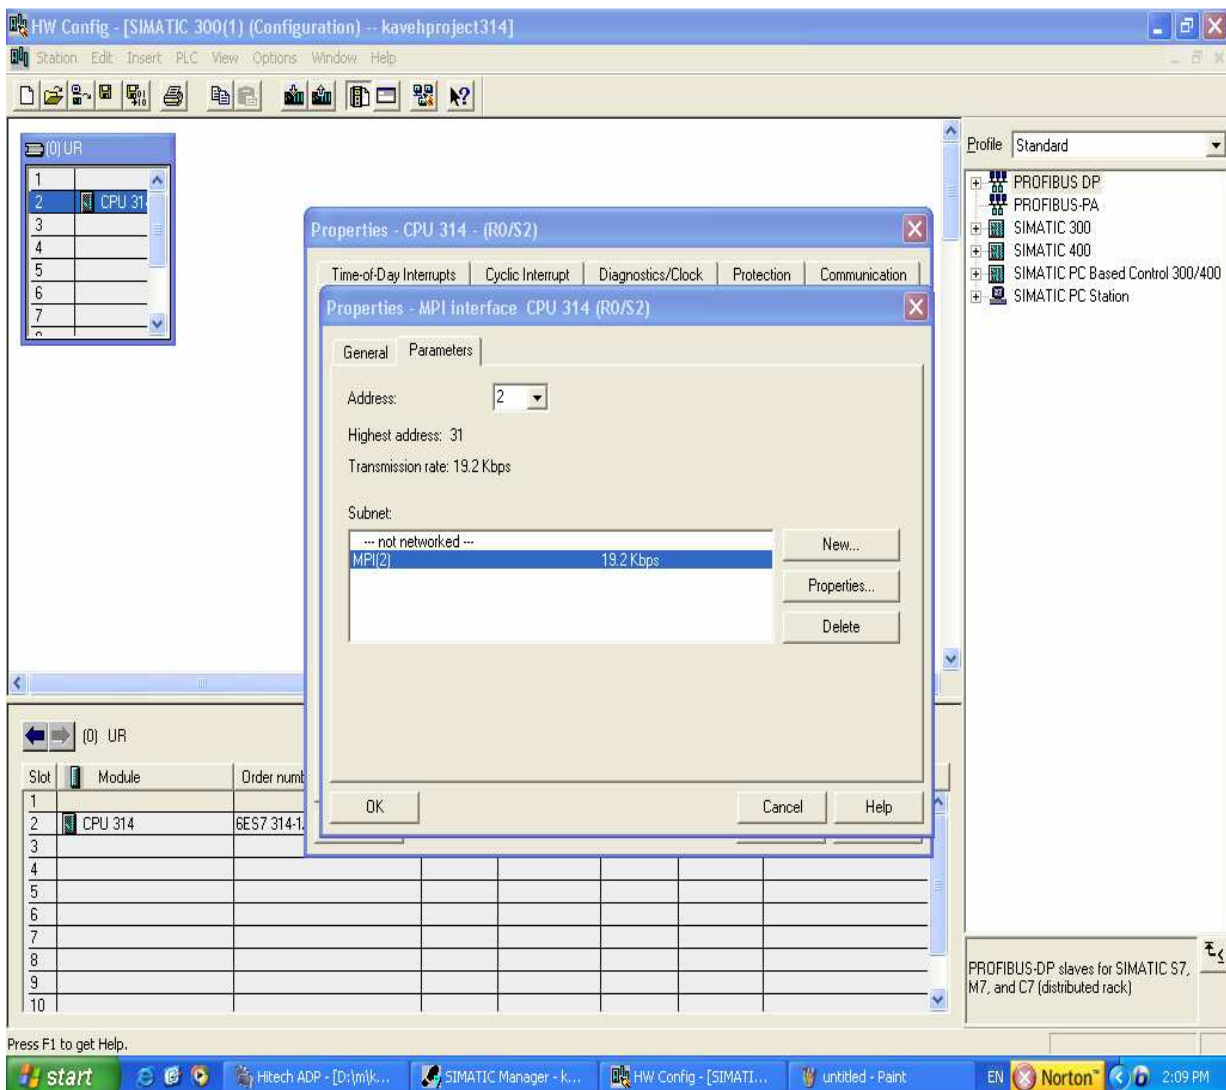 HW Config - [SIMATIC 300(1) (Configuration) -- kavehproject314]
Station Edit Insert PLC View Options Window Help
(0) UR
1
2 CPU 31
3
4
5
6
7
Profile Standard
PROFIBUS DP
PROFIBUS-PA
SIMATIC 300
SIMATIC 400
SIMATIC PC Based Control 300/400
SIMATIC PC Station
Properties - CPU 314 - (R0/S2)
Time-of-Day Interrupts Cyclic Interrupt Diagnostics/Clock Protection Communication
Properties - MPI interface CPU 314 (R0/S2)
General Parameters
Address: 2
Highest address: 31
Transmission rate: 19.2 Kbps
Subnet:
--- not networked ---
MPI(2) 19.2 Kbps
New...
Properties...
Delete
OK Cancel Help
(0) UR
Slot Module Order numb
1
2 CPU 314 6ES7 314-1
3
4
5
6
7
8
9
10
PROFIBUS-DP slaves for SIMATIC S7,
M7, and C7 (distributed rack)
Press F1 to get Help.
start Hitech ADP - [D:\m\k... SIMATIC Manager - k... HW Config - [SIMATI... untitled - Paint EN Norton™ 2:09 PM